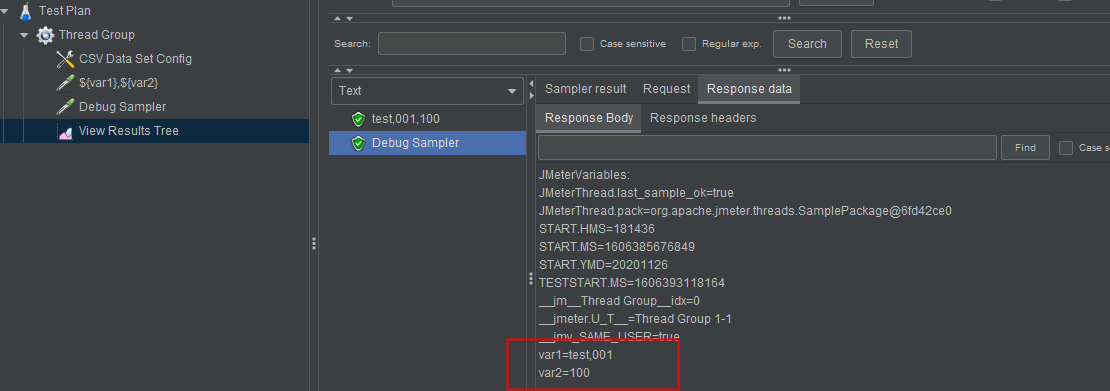 Test Plan
Thread Group
CSV Data Set Config
${var1},${var2}
Debug Sampler
View Results Tree
Search:
Case sensitive
Regular exp.
Search
Reset
Text
test,001,100
Debug Sampler
Sampler result
Request
Response data
Response Body
Response headers
Find
Case s
JMeterVariables:
JMeterThread.last_sample_ok=true
JMeterThread.pack=org.apache.jmeter.threads.SamplePackage@6fd42ce0
START.HMS=181436
START.MS=1606385676849
START.YMD=20201126
TESTSTART.MS=1606393118164
__jm__Thread Group__idx=0
__jmeter.U_T__=Thread Group 1-1
__jmv_SAME_USER=true
var1=test,001
var2=100